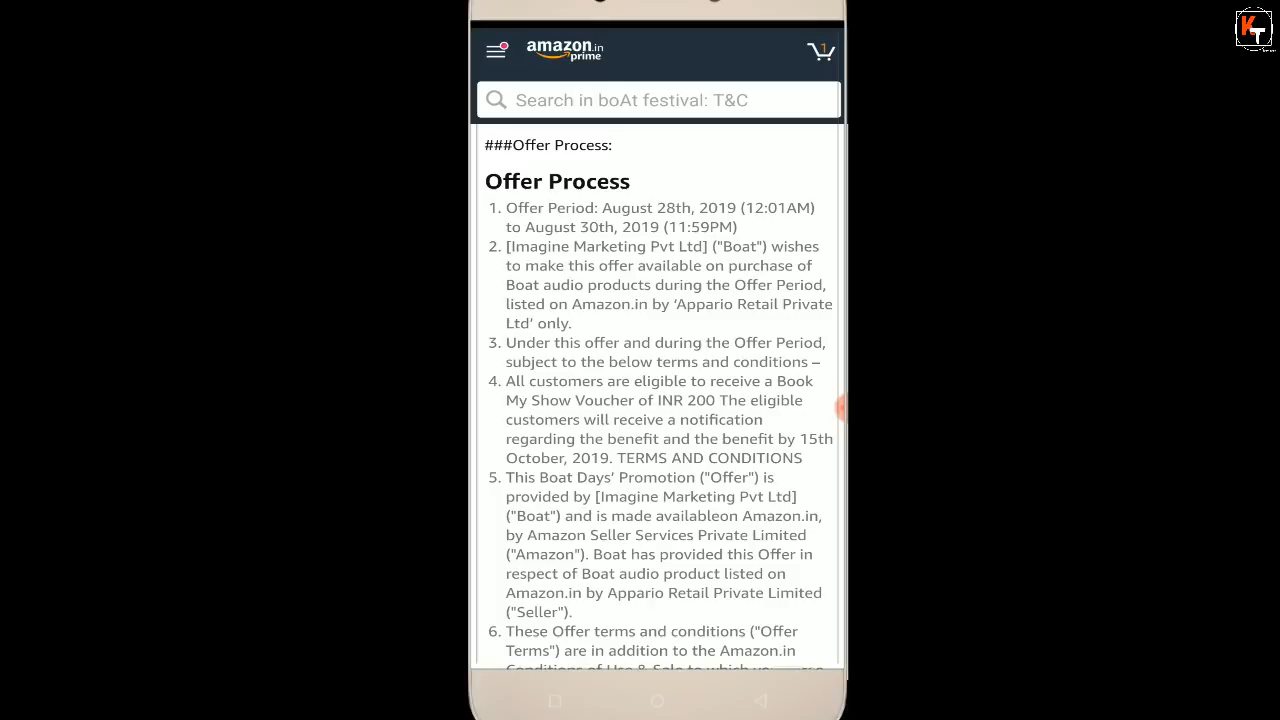 amazon.in
prime
1
Search in boAt festival: T&C
###Offer Process:
Offer Process
1. Offer Period: August 28th, 2019 (12:01AM)
to August 30th, 2019 (11:59PM)
2. [Imagine Marketing Pvt Ltd] ("Boat") wishes
to make this offer available on purchase of
Boat audio products during the Offer Period,
listed on Amazon.in by ‘Appario Retail Private
Ltd’ only.
3. Under this offer and during the Offer Period,
subject to the below terms and conditions –
4. All customers are eligible to receive a Book
My Show Voucher of INR 200 The eligible
customers will receive a notification
regarding the benefit and the benefit by 15th
October, 2019. TERMS AND CONDITIONS
5. This Boat Days’ Promotion ("Offer") is
provided by [Imagine Marketing Pvt Ltd]
("Boat") and is made availableon Amazon.in,
by Amazon Seller Services Private Limited
("Amazon"). Boat has provided this Offer in
respect of Boat audio product listed on
Amazon.in by Appario Retail Private Limited
("Seller").
6. These Offer terms and conditions ("Offer
Terms") are in addition to the Amazon.in
Conditions of Use & Sale to which
KT